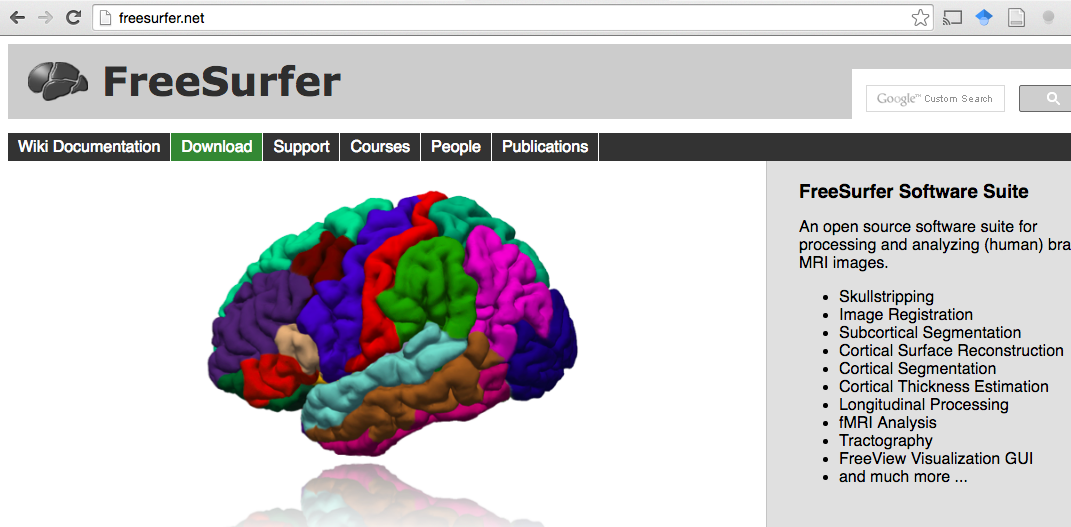 freesurfer.net
FreeSurfer
Google™ Custom Search
Wiki Documentation
Download
Support
Courses
People
Publications
FreeSurfer Software Suite
An open source software suite for
processing and analyzing (human) bra
MRI images.
• Skullstripping
• Image Registration
• Subcortical Segmentation
• Cortical Surface Reconstruction
• Cortical Segmentation
• Cortical Thickness Estimation
• Longitudinal Processing
• fMRI Analysis
• Tractography
• FreeView Visualization GUI
• and much more ...